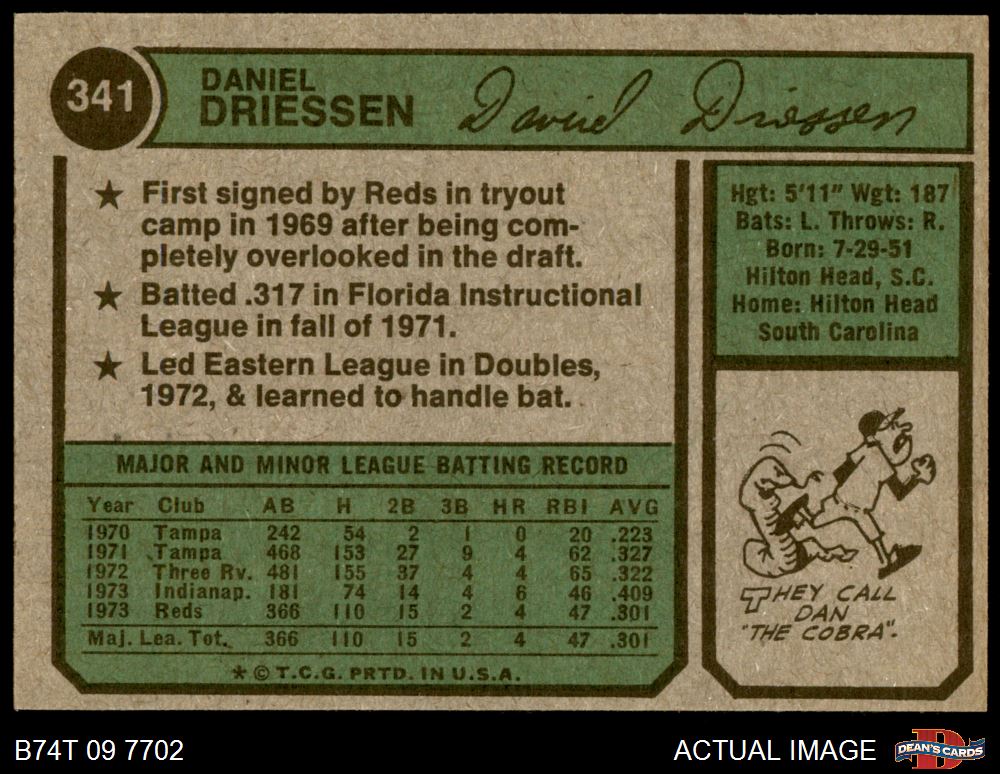 341
DANIEL
DRIESSEN
Daniel Driessen
★ First signed by Reds in tryout
camp in 1969 after being com-
pletely overlooked in the draft.
★ Batted .317 in Florida Instructional
League in fall of 1971.
★ Led Eastern League in Doubles,
1972, & learned to handle bat.
Hgt: 5'11" Wgt: 187
Bats: L. Throws: R.
Born: 7-29-51
Hilton Head, S.C.
Home: Hilton Head
South Carolina
MAJOR AND MINOR LEAGUE BATTING RECORD
Year Club AB H 2B 3B HR RBI AVG
1970 Tampa 242 54 2 1 0 20 .223
1971 Tampa 468 153 27 9 4 62 .327
1972 Three Rv. 481 155 37 4 4 65 .322
1973 Indianap. 181 74 14 4 6 46 .409
1973 Reds 366 110 15 2 4 47 .301
Maj. Lea. Tot. 366 110 15 2 4 47 .301
* © T.C.G. PRTD. IN U.S.A.
THEY CALL
DAN
"THE COBRA".
B74T 09 7702
ACTUAL IMAGE
D
DEAN'S CARDS